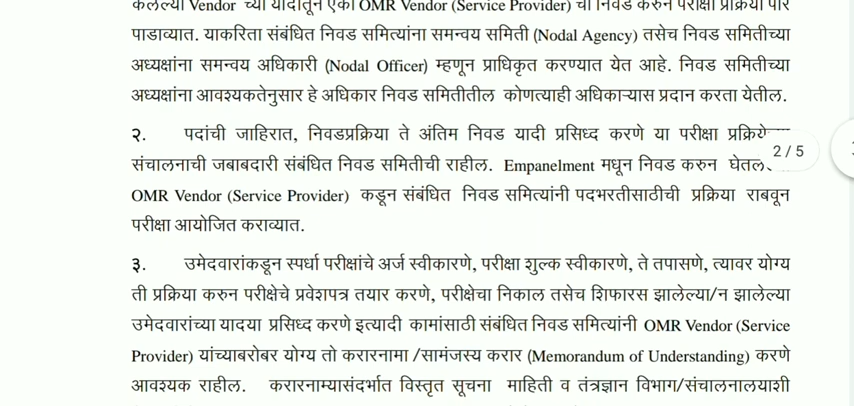 केलेल्या Vendor च्या यादीतून एका OMR Vendor (Service Provider) ची निवड करुन परीक्षा प्रक्रिया पार
पाडाव्यात. याकरिता संबंधित निवड समित्यांना समन्वय समिती (Nodal Agency) तसेच निवड समितीच्या
अध्यक्षांना समन्वय अधिकारी (Nodal Officer) म्हणून प्राधिकृत करण्यात येत आहे. निवड समितीच्या
अध्यक्षांना आवश्यकतेनुसार हे अधिकार निवड समितीतील कोणत्याही अधिकाऱ्यास प्रदान करता येतील.
२. पदांची जाहिरात, निवडप्रक्रिया ते अंतिम निवड यादी प्रसिध्द करणे या परीक्षा
2 / 5
संचालनाची जबाबदारी संबंधित निवड समितीची राहील. Empanelment मधून निवड करुन
OMR Vendor (Service Provider) कडून संबंधित निवड समित्यांनी पदभरतीसाठीची प्रक्रिया राबवून
परीक्षा आयोजित कराव्यात.
३. उमेदवारांकडून स्पर्धा परीक्षांचे अर्ज स्वीकारणे, परीक्षा शुल्क स्वीकारणे, ते तपासणे, त्यावर योग्य
ती प्रक्रिया करुन परीक्षेचे प्रवेशपत्र तयार करणे, परीक्षेचा निकाल तसेच शिफारस झालेल्या/न झालेल्या
उमेदवारांच्या यादया प्रसिध्द करणे इत्यादी कामांसाठी संबंधित निवड समित्यांनी OMR Vendor (Service
Provider) यांच्याबरोबर योग्य तो करारनामा /सामंजस्य करार (Memorandum of Understanding) करणे
आवश्यक राहील. करारनाम्यासंदर्भात विस्तृत सूचना माहिती व तंत्रज्ञान विभाग/संचालनालयाशी